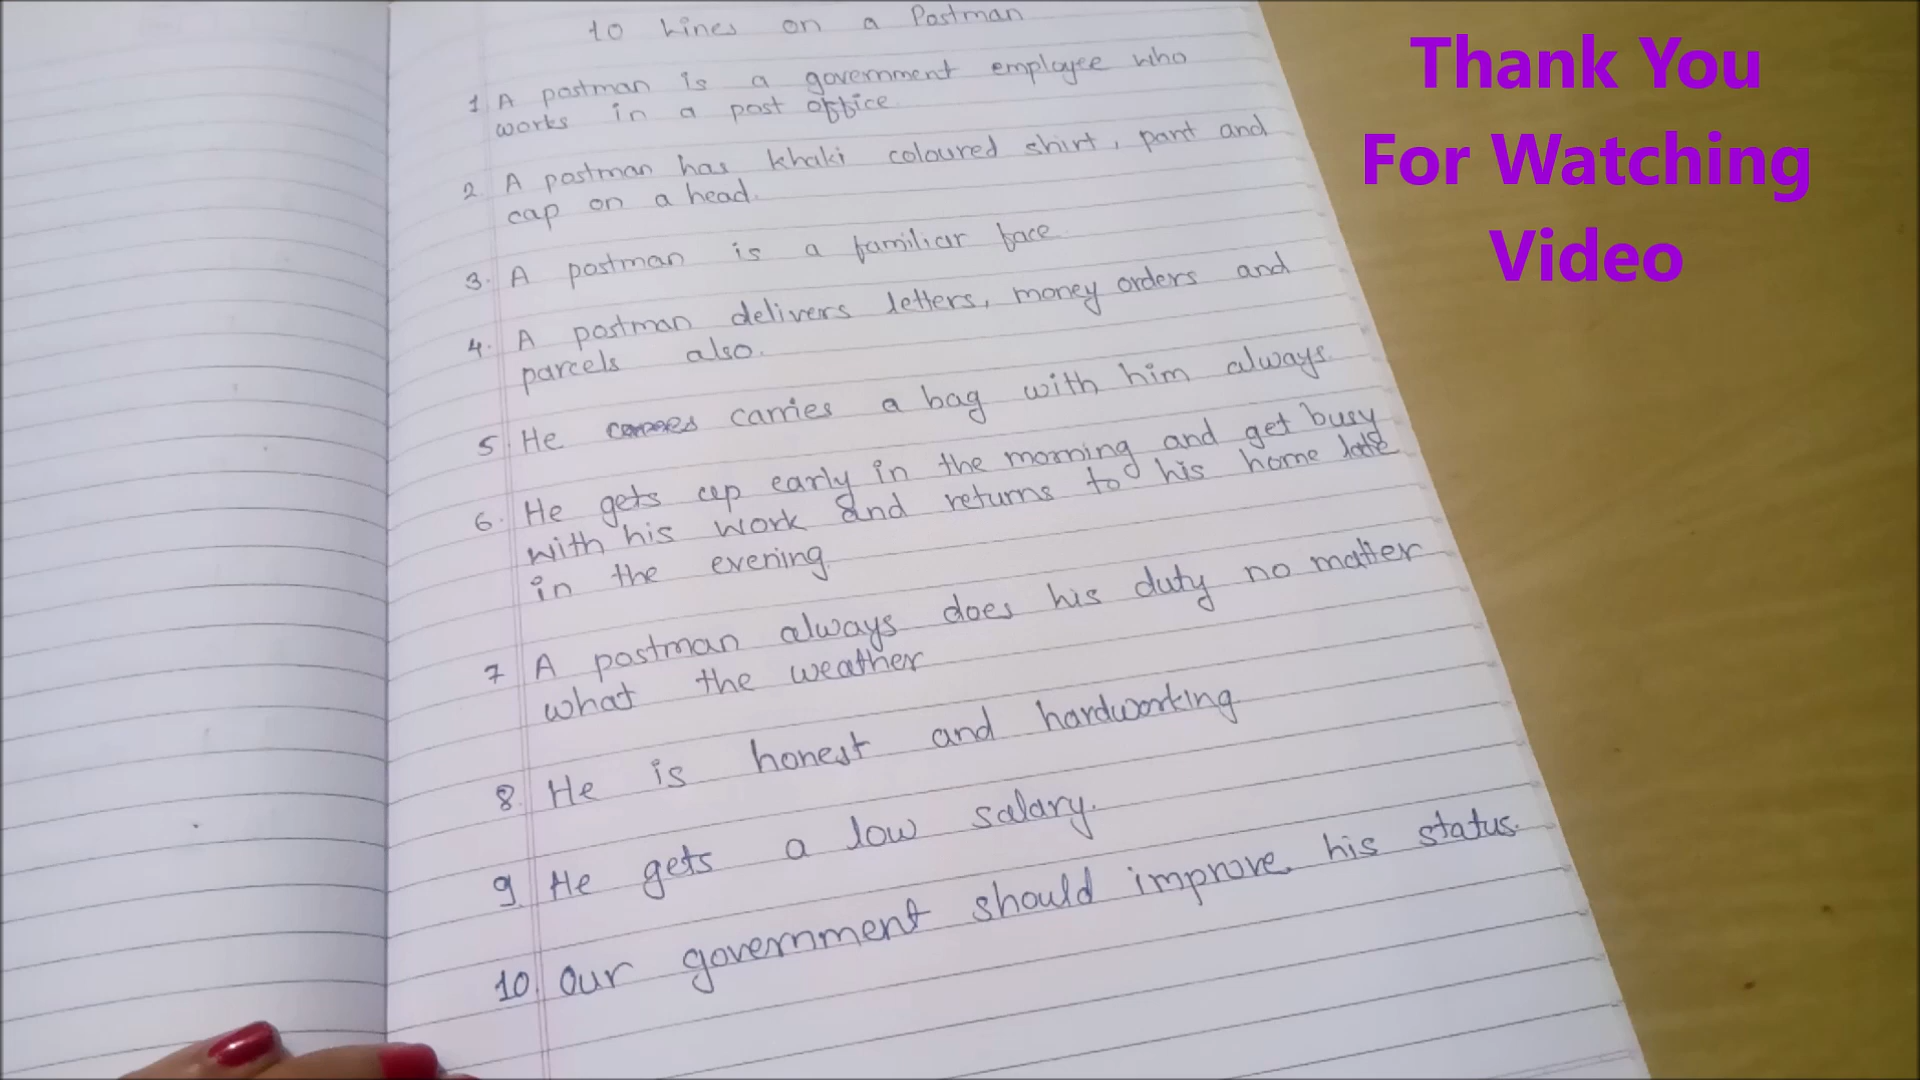 10 Lines on a Postman
1 A postman is a government employee who
works in a post office.
2. A postman has khaki coloured shirt, pant and
cap on a head.
3. A postman is a familiar face
4. A postman delivers letters, money orders and
parcels also.
5 He carries a bag with him always.
6. He gets up early in the morning and get busy
with his work and returns to his home late
in the evening.
7 A postman always does his duty no matter
what the weather
8. He is honest and hardworking
9. He gets a low salary.
10. Our government should improve his status.
Thank You
For Watching
Video